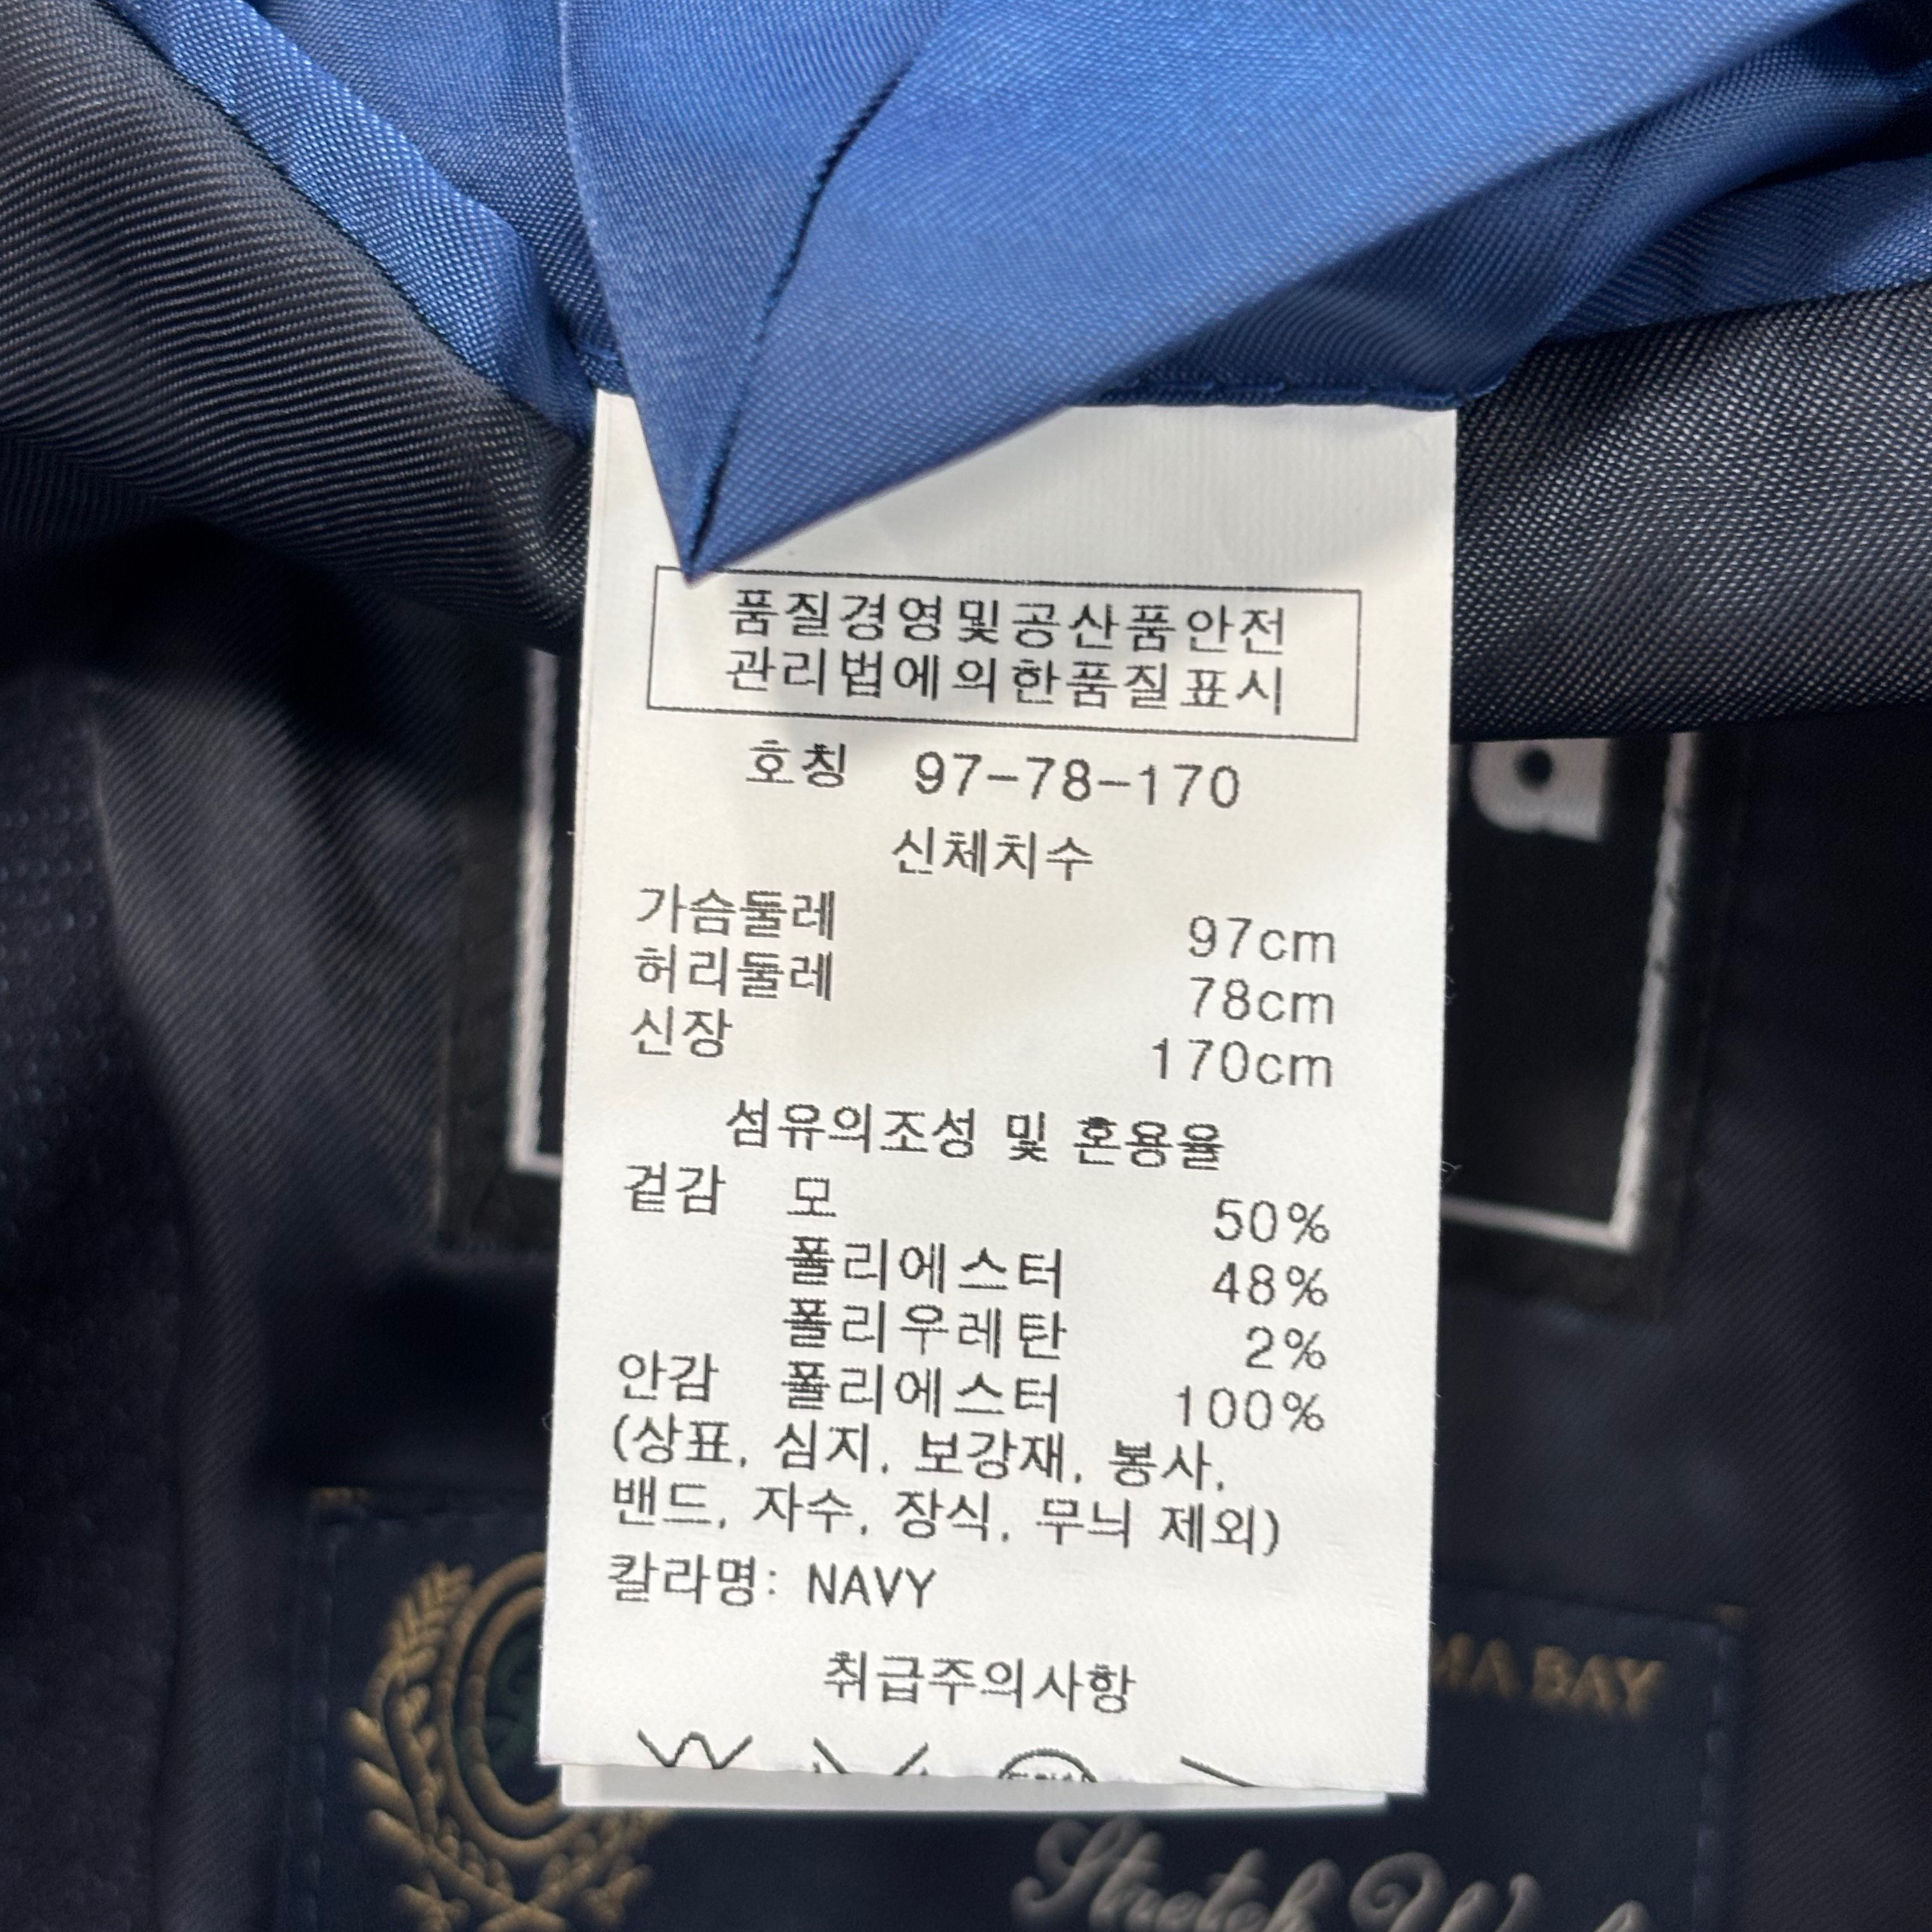 품질경영및공산품안전
관리법에의한품질표시
호칭 97-78-170
신체치수
가슴둘레 97cm
허리둘레 78cm
신장 170cm
섬유의조성 및 혼용율
겉감 모 50%
폴리에스터 48%
폴리우레탄 2%
안감 폴리에스터 100%
(상표, 심지, 보강재, 봉사,
밴드, 자수, 장식, 무늬 제외)
칼라명: NAVY
취급주의사항
BAY
Stretch